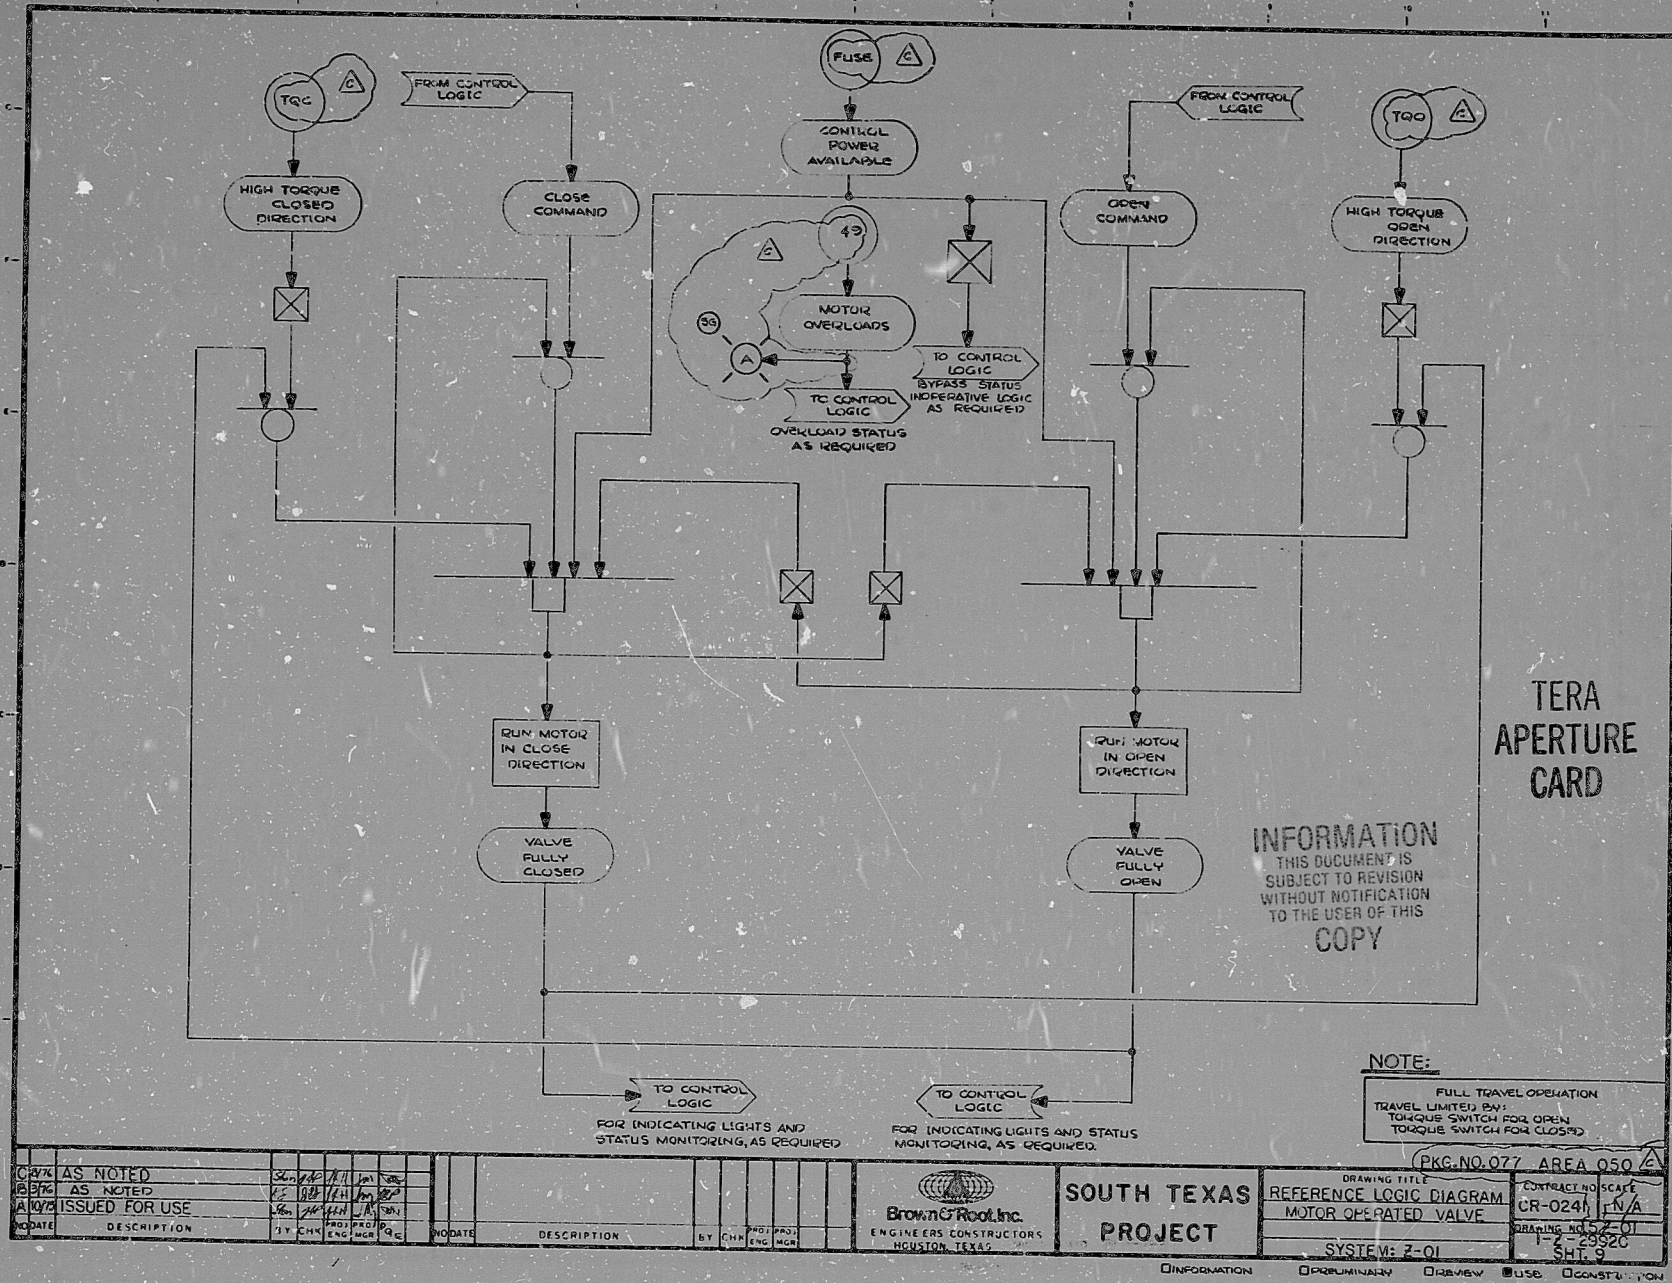 TQC
C
FROM CONTROL
LOGIC
FUSE
C
FROM CONTROL
LOGIC
TQO
C
HIGH TORQUE
CLOSED
DIRECTION
CLOSE
COMMAND
CONTROL
POWER
AVAILABLE
OPEN
COMMAND
HIGH TORQUE
OPEN
DIRECTION
C
49
MOTOR
OVERLOADS
A
TO CONTROL
LOGIC
OVERLOAD STATUS
AS REQUIRED
TO CONTROL
LOGIC
BYPASS STATUS
INOPERATIVE LOGIC
AS REQUIRED
RUN MOTOR
IN CLOSE
DIRECTION
RUN MOTOR
IN OPEN
DIRECTION
VALVE
FULLY
CLOSED
VALVE
FULLY
OPEN
TERA
APERTURE
CARD
INFORMATION
THIS DOCUMENT IS
SUBJECT TO REVISION
WITHOUT NOTIFICATION
TO THE USER OF THIS
COPY
TO CONTROL
LOGIC
FOR INDICATING LIGHTS AND
STATUS MONITORING, AS REQUIRED
TO CONTROL
LOGIC
FOR INDICATING LIGHTS AND STATUS
MONITORING, AS REQUIRED.
NOTE:
FULL TRAVEL OPERATION
TRAVEL LIMITED BY:
TORQUE SWITCH FOR OPEN
TORQUE SWITCH FOR CLOSED
PKG. NO. 077 AREA 050 C
C AS NOTED
B 3/76 AS NOTED
A 10/75 ISSUED FOR USE
NO DATE DESCRIPTION BY CHK PROJ ENG PROJ MGR
NO DATE DESCRIPTION BY CHK PROJ ENG PROJ MGR
Brown & Root, Inc.
ENGINEERS CONSTRUCTORS
HOUSTON, TEXAS
SOUTH TEXAS
PROJECT
DRAWING TITLE
REFERENCE LOGIC DIAGRAM
MOTOR OPERATED VALVE
SYSTEM: Z-01
CONTRACT NO SCALE
CR-0241 N/A
DRAWING NO
SHT. 9
INFORMATION PRELIMINARY REVIEW USE CONSTRUCTION